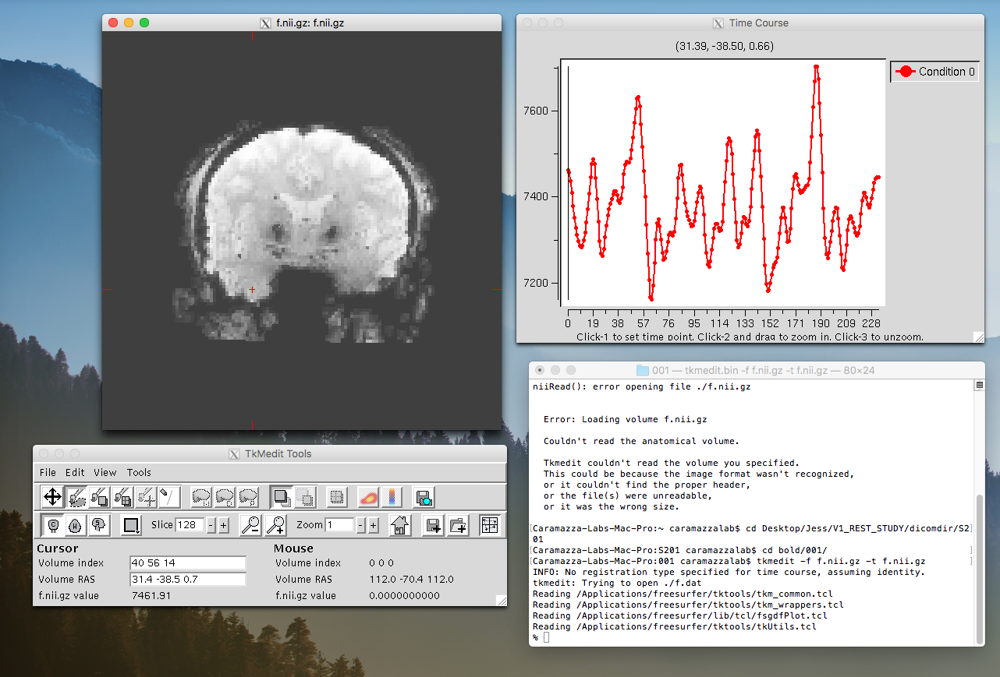 f.nii.gz: f.nii.gz
Time Course
(31.39, -38.50, 0.66)
Condition 0
7600
7400
7200
0 19 38 57 76 95 114 133 152 171 190 209 228
Click-1 to set time point. Click-2 and drag to zoom in. Click-3 to unzoom.
001 — tkmedit.bin -f f.nii.gz -t f.nii.gz — 80×24
niiRead(): error opening file ./f.nii.gz
Error: Loading volume f.nii.gz
Couldn't read the anatomical volume.
Tkmedit couldn't read the volume you specified.
This could be because the image format wasn't recognized,
or it couldn't find the proper header,
or the file(s) were unreadable,
or it was the wrong size.
[Caramazza-Labs-Mac-Pro:~ caramazzalab$ cd Desktop/Jess/V1_REST_STUDY/dicomdir/S2]
01
[Caramazza-Labs-Mac-Pro:S201 caramazzalab$ cd bold/001/ ]
[Caramazza-Labs-Mac-Pro:001 caramazzalab$ tkmedit -f f.nii.gz -t f.nii.gz ]
INFO: No registration type specified for time course, assuming identity.
tkmedit: Trying to open ./f.dat
Reading /Applications/freesurfer/tktools/tkm_common.tcl
Reading /Applications/freesurfer/tktools/tkm_wrappers.tcl
Reading /Applications/freesurfer/lib/tcl/fsgdfPlot.tcl
Reading /Applications/freesurfer/tktools/tkUtils.tcl
%
TkMedit Tools
File Edit View Tools
Slice 128 - + Zoom 1 - +
Cursor Mouse
Volume index 40 56 14 Volume index 0 0 0
Volume RAS 31.4 -38.5 0.7 Volume RAS 112.0 -70.4 112.0
f.nii.gz value 7461.91 f.nii.gz value 0.0000000000